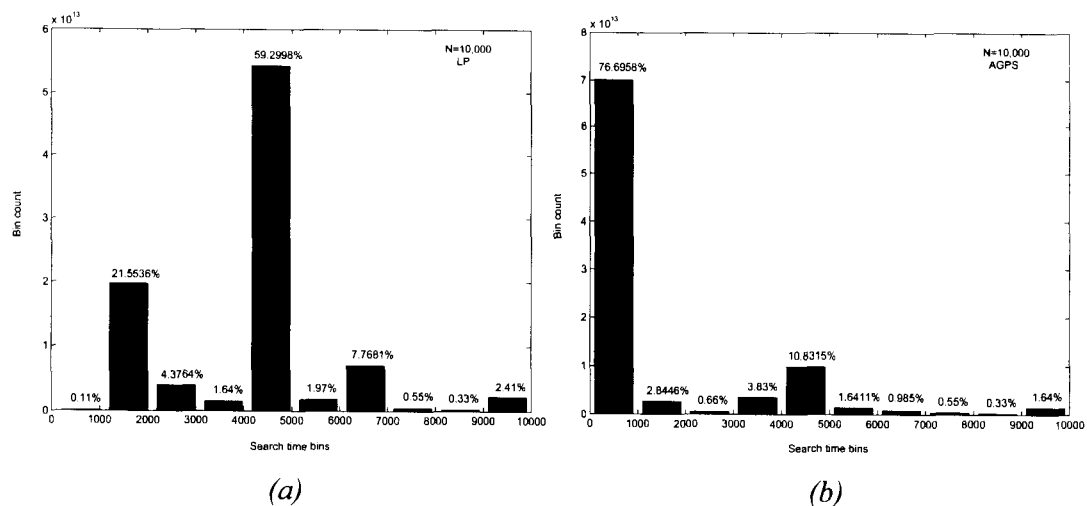 x 10^13
6
5
4
3
2
1
0
Bin count
N=10,000
LP
59.2998%
21.5536%
4.3764%
0.11%
1.64%
1.97%
7.7681%
0.55%
0.33%
2.41%
0 1000 2000 3000 4000 5000 6000 7000 8000 9000 10000
Search time bins
(a)
x 10^13
8
7
6
5
4
3
2
1
0
Bin count
N=10,000
AGPS
76.6958%
2.8446%
0.66%
3.83%
10.8315%
1.6411%
0.985%
0.55%
0.33%
1.64%
0 1000 2000 3000 4000 5000 6000 7000 8000 9000 10000
Search time bins
(b)